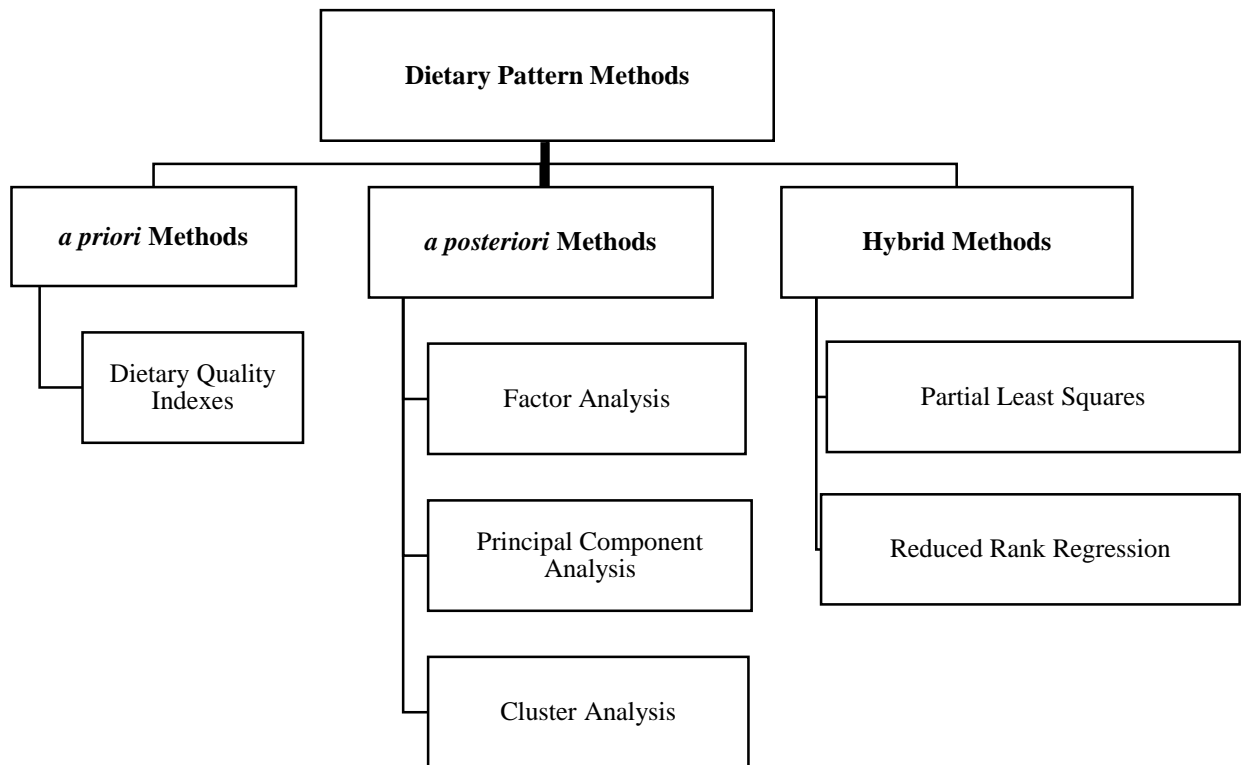 Dietary Pattern Methods
a priori Methods
a posteriori Methods
Hybrid Methods
Dietary Quality
Indexes
Factor Analysis
Principal Component
Analysis
Cluster Analysis
Partial Least Squares
Reduced Rank Regression